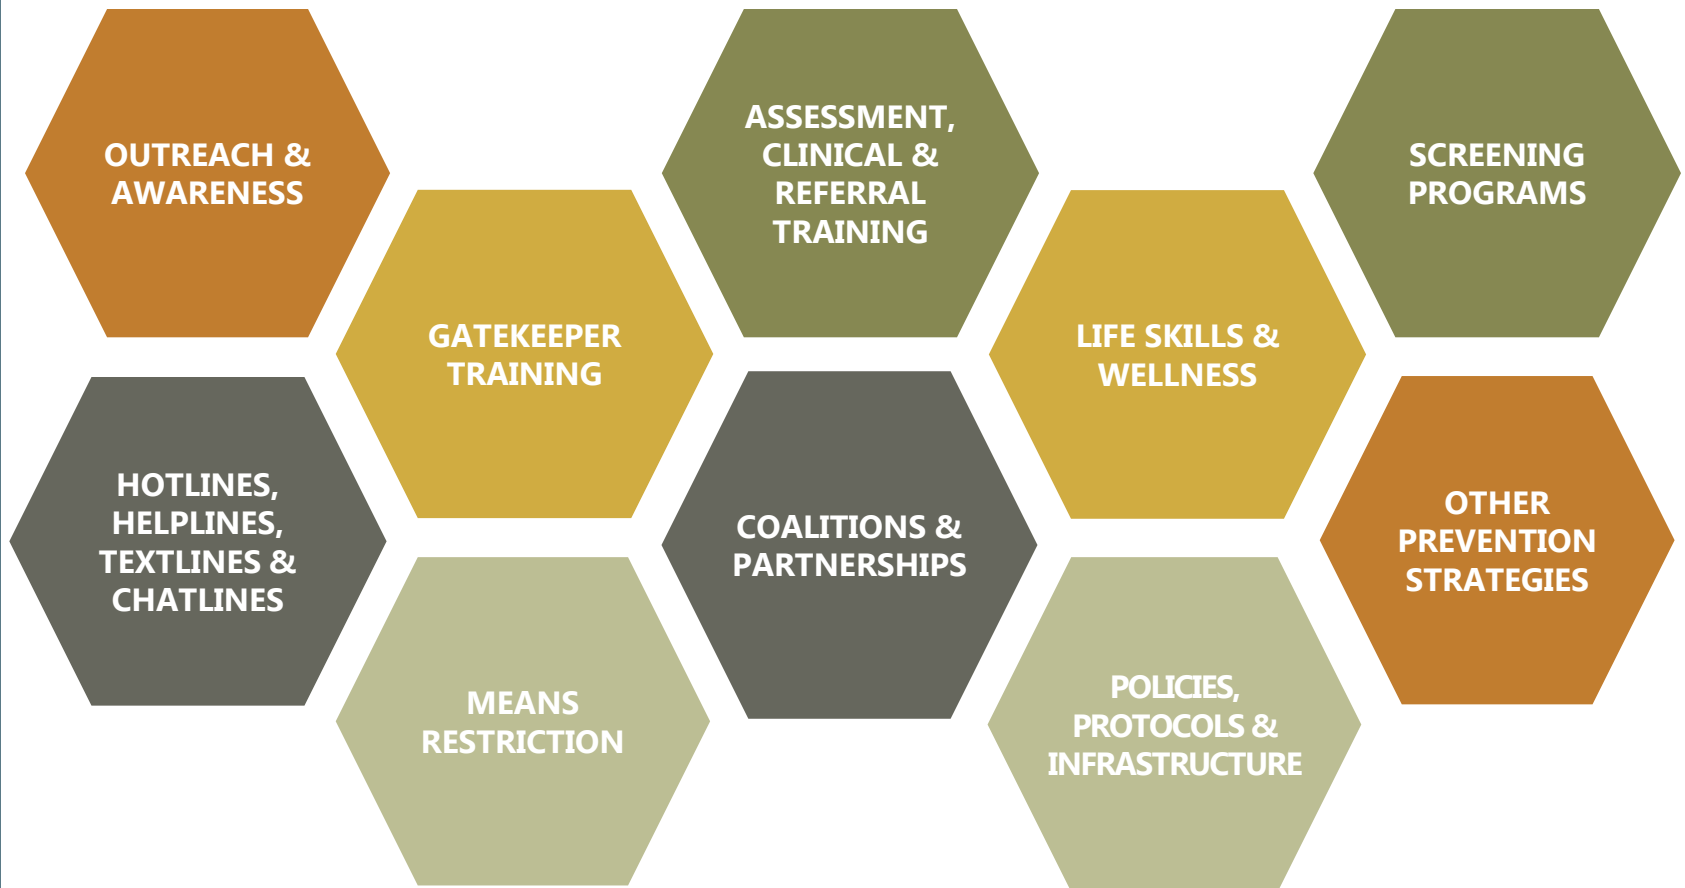 OUTREACH &
AWARENESS
ASSESSMENT,
CLINICAL &
REFERRAL
TRAINING
SCREENING
PROGRAMS
GATEKEEPER
TRAINING
LIFE SKILLS &
WELLNESS
HOTLINES,
HELPLINES,
TEXTLINES &
CHATLINES
COALITIONS &
PARTNERSHIPS
OTHER
PREVENTION
STRATEGIES
MEANS
RESTRICTION
POLICIES,
PROTOCOLS &
INFRASTRUCTURE